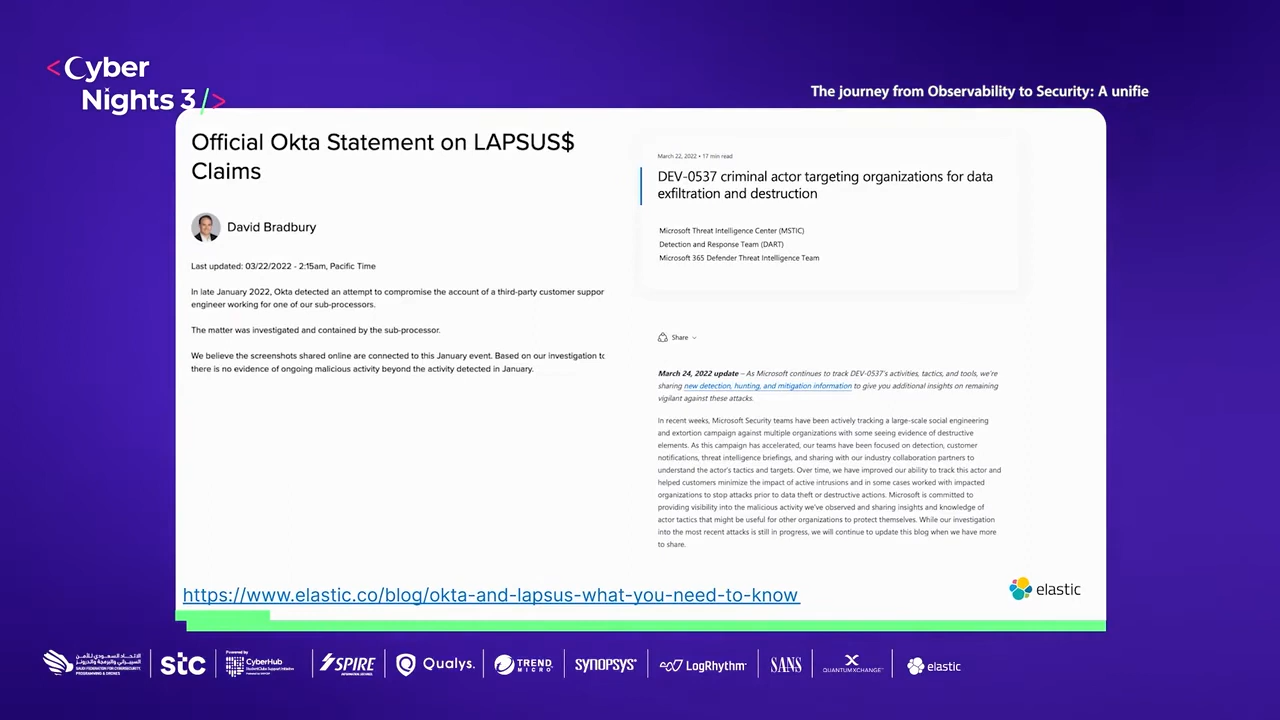 <Cyber
Nights 3/>
The journey from Observability to Security: A unifie
Official Okta Statement on LAPSUS$
Claims
David Bradbury
Last updated: 03/22/2022 - 2:15am, Pacific Time
In late January 2022, Okta detected an attempt to compromise the account of a third-party customer suppor
engineer working for one of our sub-processors.
The matter was investigated and contained by the sub-processor.
We believe the screenshots shared online are connected to this January event. Based on our investigation to
there is no evidence of ongoing malicious activity beyond the activity detected in January.
March 22, 2022 • 17 min read
DEV-0537 criminal actor targeting organizations for data
exfiltration and destruction
Microsoft Threat Intelligence Center (MSTIC)
Detection and Response Team (DART)
Microsoft 365 Defender Threat Intelligence Team
Share
March 24, 2022 update – As Microsoft continues to track DEV-0537's activities, tactics, and tools, we're
sharing new detection, hunting, and mitigation information to give you additional insights on remaining
vigilant against these attacks.
In recent weeks, Microsoft Security teams have been actively tracking a large-scale social engineering
and extortion campaign against multiple organizations with some seeing evidence of destructive
elements. As this campaign has accelerated, our teams have been focused on detection, customer
notifications, threat intelligence briefings, and sharing with our industry collaboration partners to
understand the actor's tactics and targets. Over time, we have improved our ability to track this actor and
helped customers minimize the impact of active intrusions and in some cases worked with impacted
organizations to stop attacks prior to data theft or destructive actions. Microsoft is committed to
providing visibility into the malicious activity we've observed and sharing insights and knowledge of
actor tactics that might be useful for other organizations to protect themselves. While our investigation
into the most recent attacks is still in progress, we will continue to update this blog when we have more
to share.
https://www.elastic.co/blog/okta-and-lapsus-what-you-need-to-know
elastic
الاتحاد السعودي للأمن
السيبراني والبرمجة والدرونز
SAUDI FEDERATION FOR CYBERSECURITY,
PROGRAMMING & DRONES
stc
Powered by
CyberHub
SPIRE
Qualys.
TREND
MICRO
SYNOPSYS
LogRhythm
SANS
QUANTUMXCHANGE
elastic